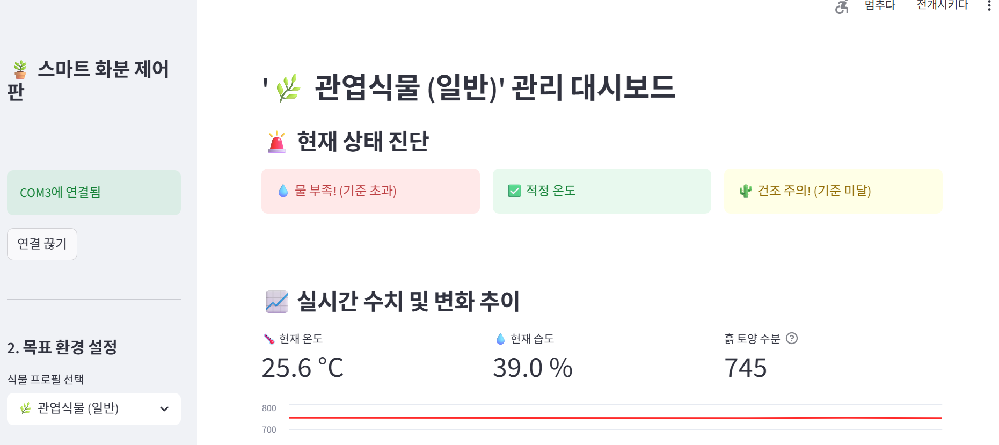 멈추다
전개시키다
스마트 화분 제어
판
COM3에 연결됨
연결 끊기
2. 목표 환경 설정
식물 프로필 선택
관엽식물 (일반)
'🌿 관엽식물 (일반)' 관리 대시보드
현재 상태 진단
물 부족! (기준 초과)
적정 온도
건조 주의! (기준 미달)
실시간 수치 및 변화 추이
현재 온도
25.6 °C
현재 습도
39.0 %
흙 토양 수분
745
800
700